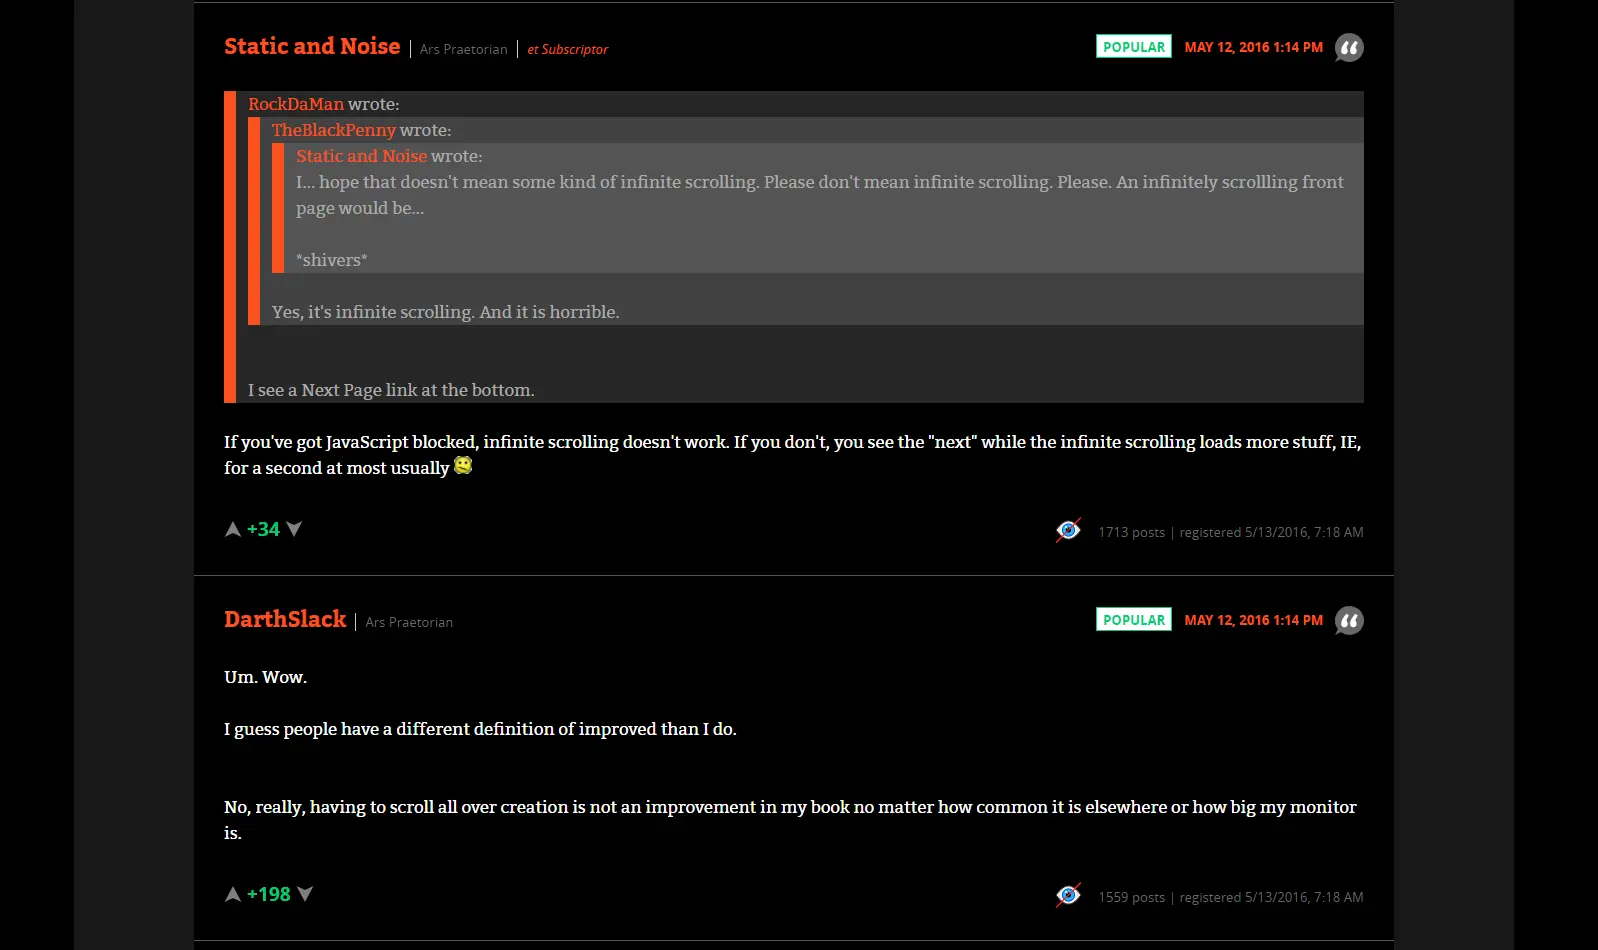 Static and Noise | Ars Praetorian | et Subscriptor
POPULAR MAY 12, 2016 1:14 PM
RockDaMan wrote:
TheBlackPenny wrote:
Static and Noise wrote:
I... hope that doesn't mean some kind of infinite scrolling. Please don't mean infinite scrolling. Please. An infinitely scrollling front
page would be...
*shivers*
Yes, it's infinite scrolling. And it is horrible.
I see a Next Page link at the bottom.
If you've got JavaScript blocked, infinite scrolling doesn't work. If you don't, you see the "next" while the infinite scrolling loads more stuff, IE,
for a second at most usually
+34
1713 posts | registered 5/13/2016, 7:18 AM
DarthSlack | Ars Praetorian
POPULAR MAY 12, 2016 1:14 PM
Um. Wow.
I guess people have a different definition of improved than I do.
No, really, having to scroll all over creation is not an improvement in my book no matter how common it is elsewhere or how big my monitor
is.
+198
1559 posts | registered 5/13/2016, 7:18 AM